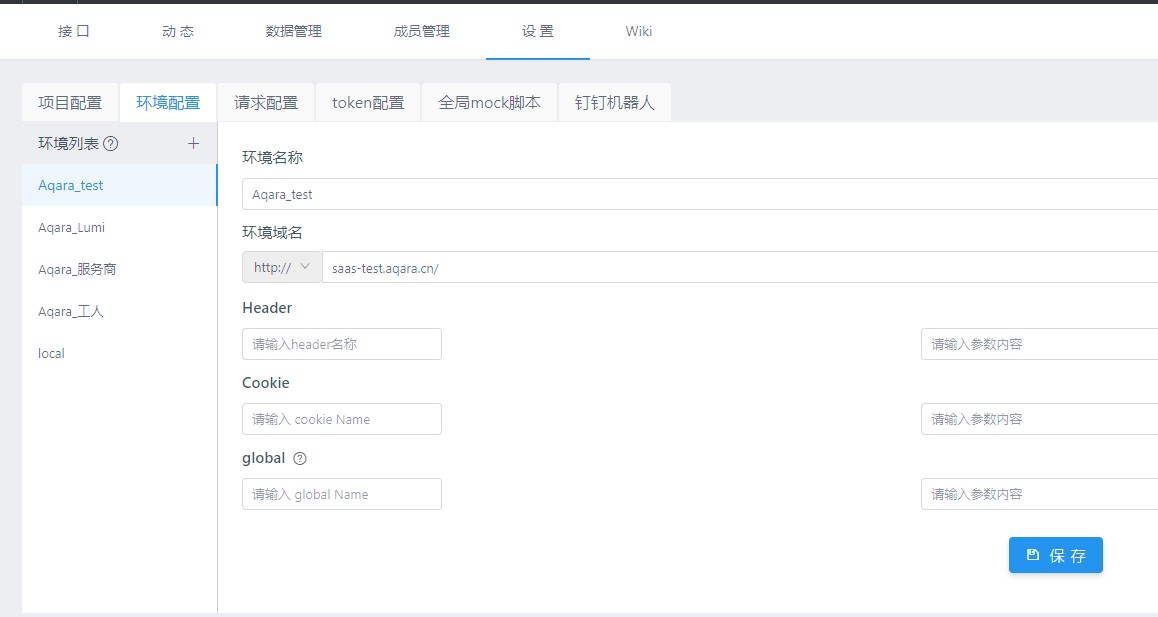 接口 动态 数据管理 成员管理 设置 Wiki
项目配置 环境配置 请求配置 token配置 全局mock脚本 钉钉机器人
环境列表 +
Aqara_test
Aqara_Lumi
Aqara_服务商
Aqara_工人
local
环境名称
Aqara_test
环境域名
http:// saas-test.aqara.cn/
Header
请输入header名称 请输入参数内容
Cookie
请输入 cookie Name 请输入参数内容
global
请输入 global Name 请输入参数内容
保存